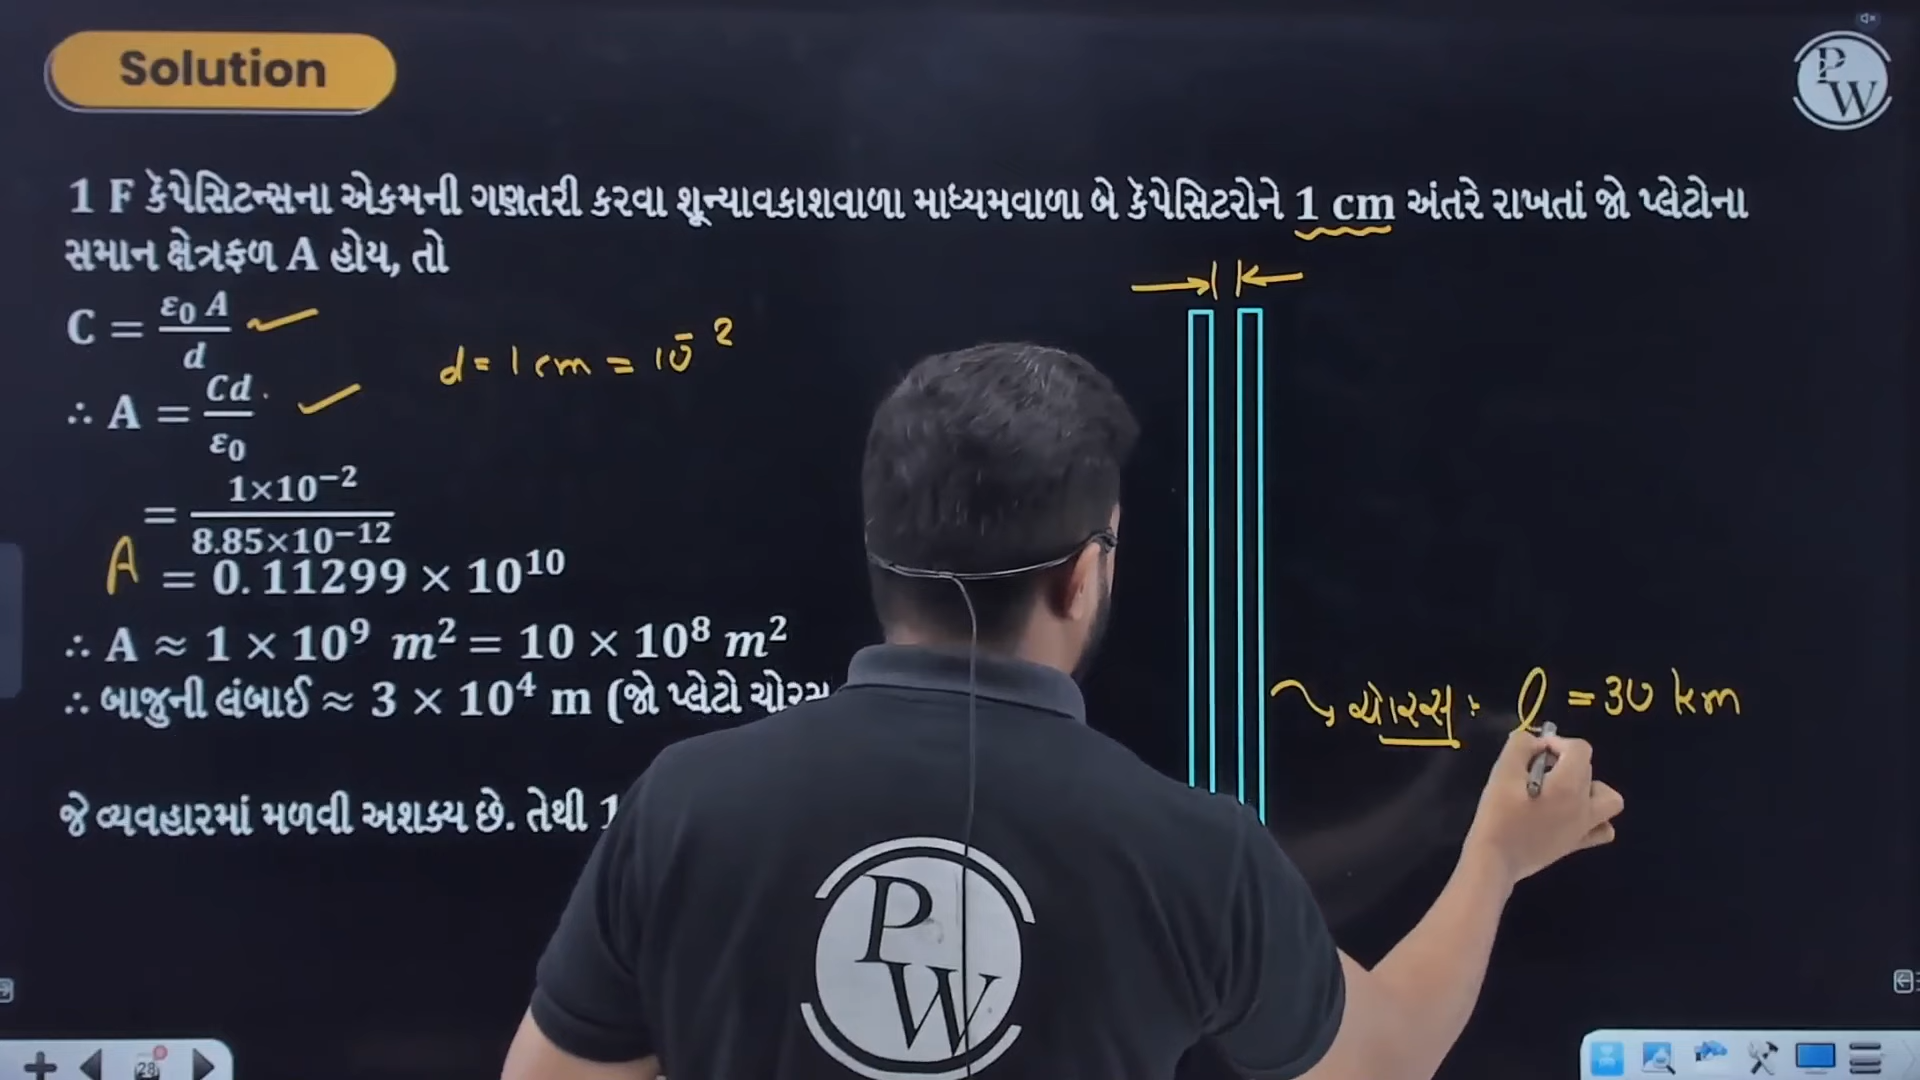 Solution
P
W
1 F કૅપેસિટન્સના એકમની ગણતરી કરવા શૂન્યાવકાશવાળા માધ્યમવાળા બે કૅપેસિટરોને 1 cm અંતરે રાખતાં જો પ્લેટોના
સમાન ક્ષેત્રફળ A હોય, તો
C = ε₀ A / d
d = 1 cm = 10⁻²
∴ A = Cd / ε₀
= 1×10⁻² / 8.85×10⁻¹²
A = 0.11299 × 10¹⁰
∴ A ≈ 1 × 10⁹ m² = 10 × 10⁸ m²
∴ બાજુની લંબાઈ ≈ 3 × 10⁴ m (જો પ્લેટો
ચોરસ : l = 30 km
જે વ્યવહારમાં મળવી અશક્ય છે. તેથી 1
P
W
28